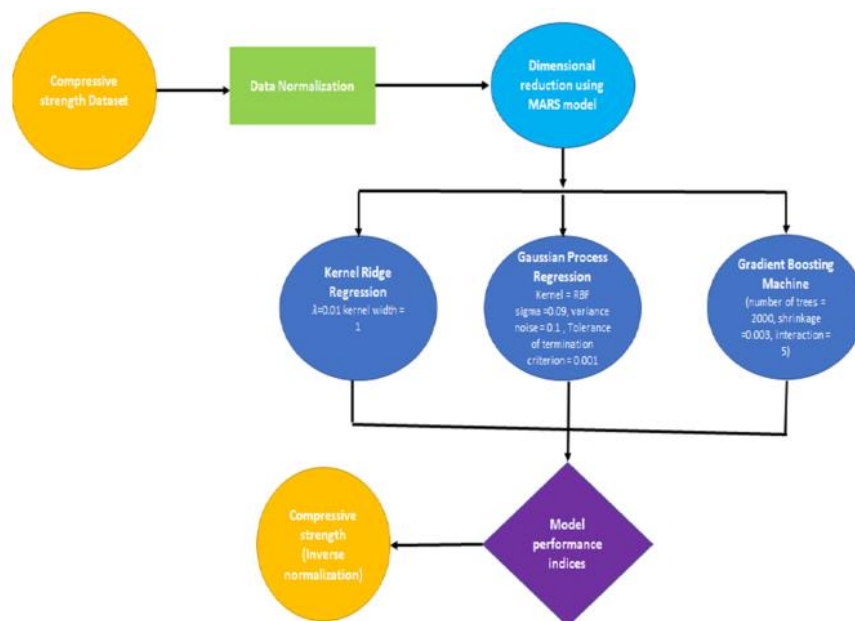 Compressive
strength Dataset
Data Normalization
Dimensional
reduction using
MARS model
Kernel Ridge
Regression
λ=0.01 kernel width =
1
Gaussian Process
Regression
Kernel = RBF
sigma =0.09, variance
noise = 0.1 , Tolerance
of termination
criterion = 0.001
Gradient Boosting
Machine
(number of trees =
2000, shrinkage
=0.003, interaction =
5)
Compressive
strength
(Inverse
normalization)
Model
performance
indices